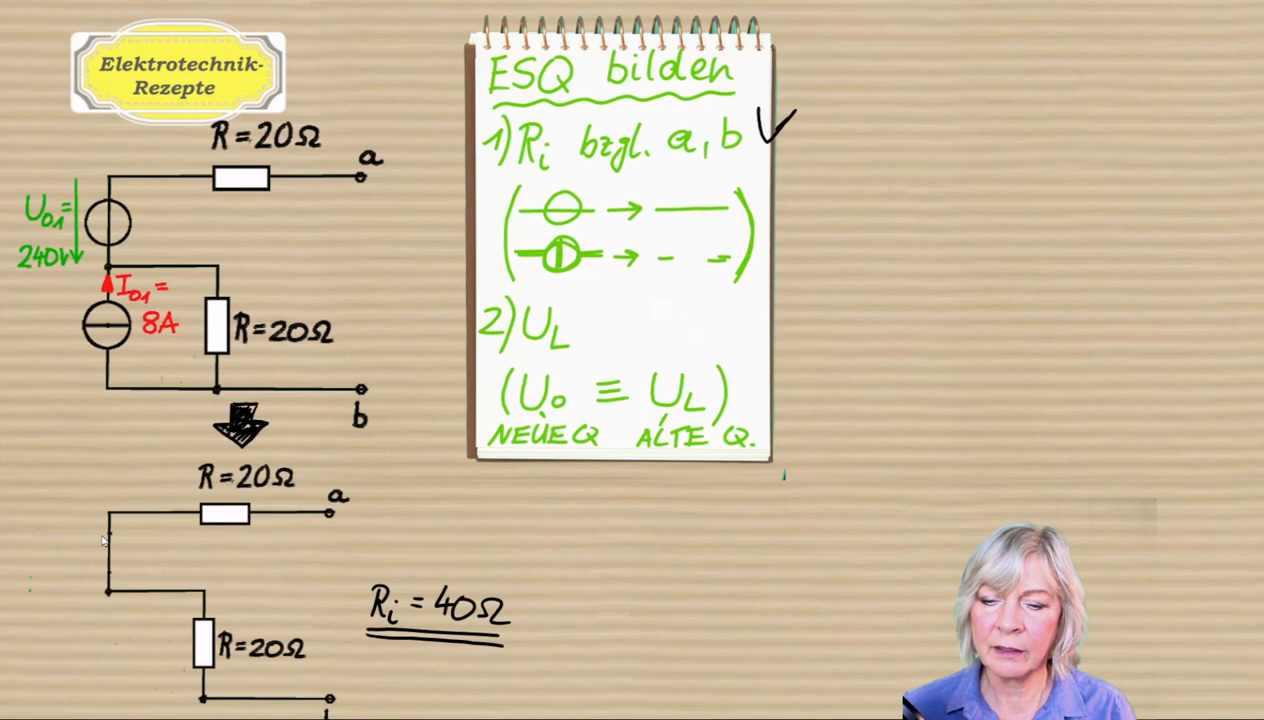 Elektrotechnik-
Rezepte
R=20Ω
a
U01=
240V
I01=
8A
R=20Ω
b
R=20Ω
a
R=20Ω
Ri=40Ω
ESQ bilden
1) Ri bzgl. a, b
2) UL
(U0 ≡ UL)
NEUE Q ALTE Q.